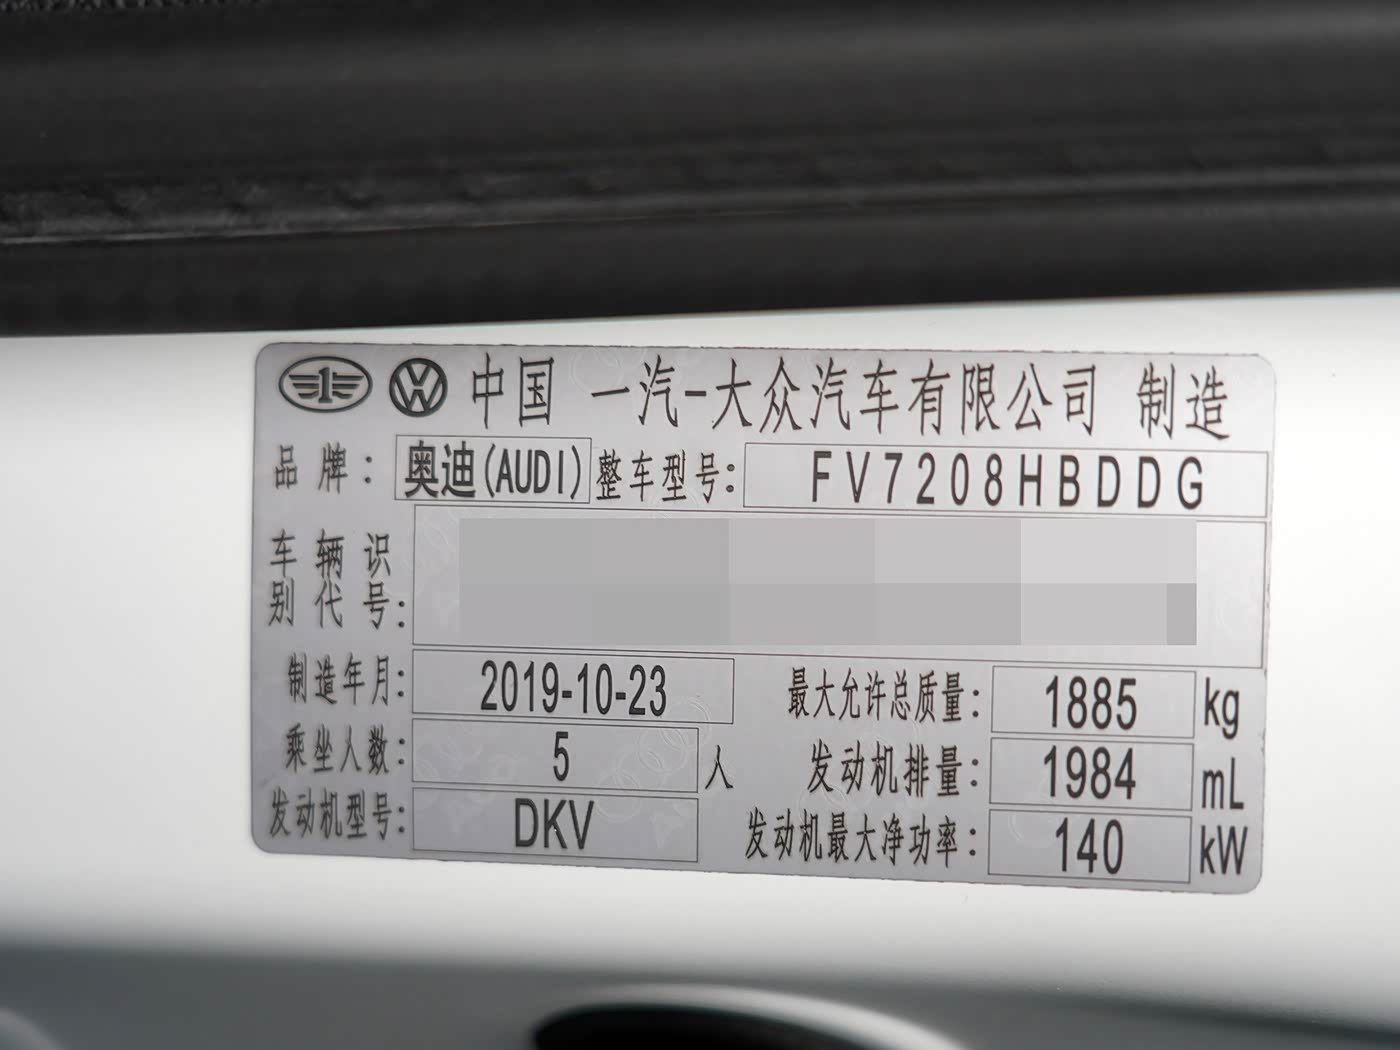 中国 一汽-大众汽车有限公司 制造
品牌: 奥迪(AUDI) 整车型号: FV7208HBDDG
车辆识
别代号:
制造年月: 2019-10-23 最大允许总质量: 1885 kg
乘坐人数: 5 人 发动机排量: 1984 mL
发动机型号: DKV 发动机最大净功率: 140 kW